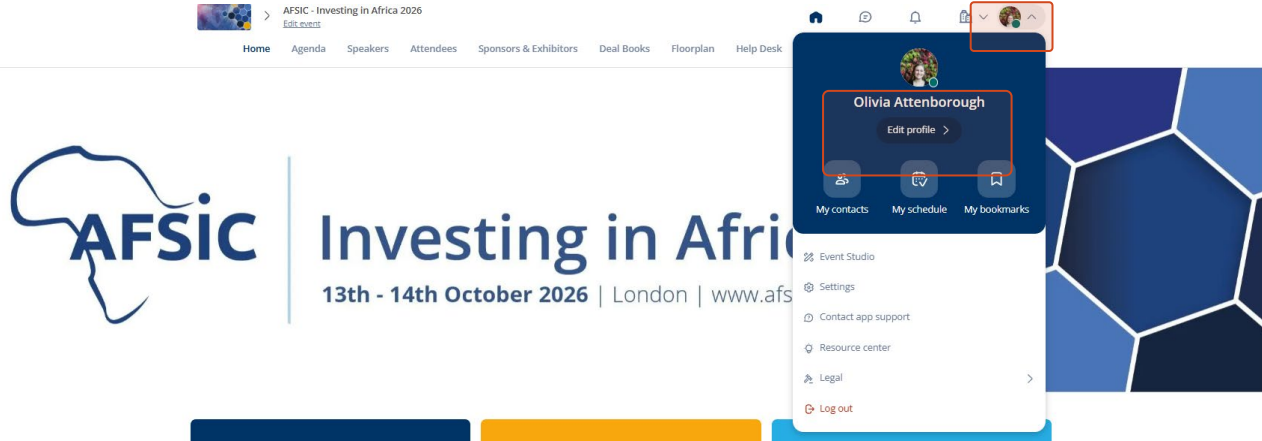 AFSIC - Investing in Africa 2026
Edit event
Home Agenda Speakers Attendees Sponsors & Exhibitors Deal Books Floorplan Help Desk
Olivia Attenborough
Edit profile
My contacts My schedule My bookmarks
Event Studio
Settings
Contact app support
Resource center
Legal
Log out
AFSIC
Investing in Afric
13th - 14th October 2026 | London | www.afs